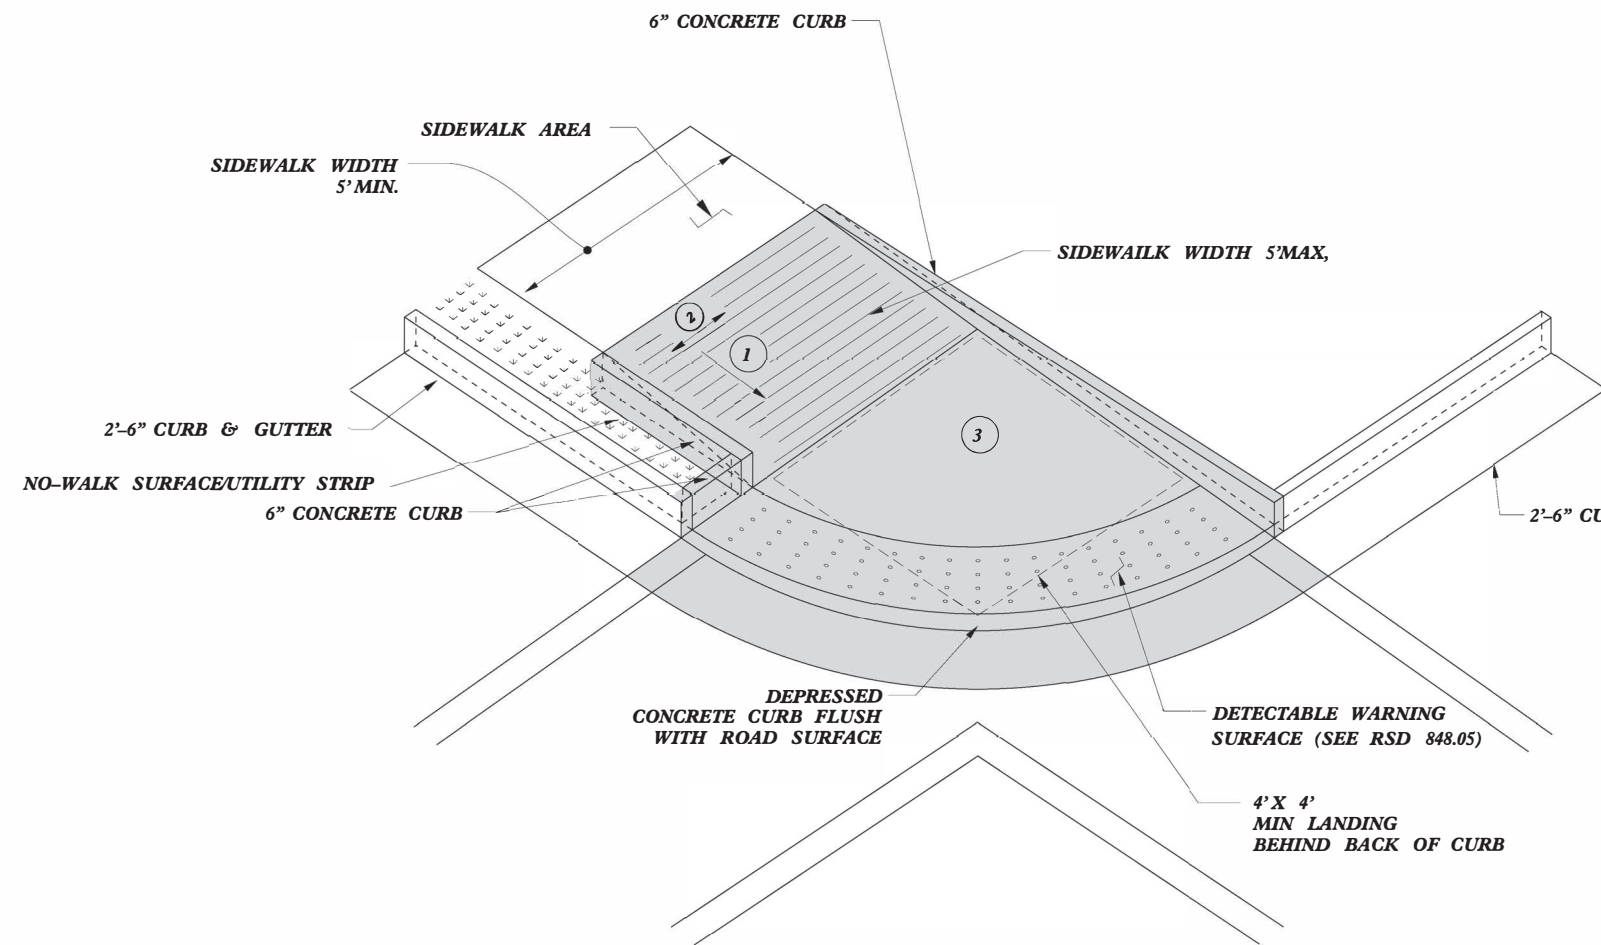 6” CONCRETE CURB
SIDEWALK AREA
SIDEWALK WIDTH
5’ MIN.
SIDEWAILK WIDTH 5’MAX,
2
1
3
2’–6” CURB & GUTTER
NO–WALK SURFACE/UTILITY STRIP
6” CONCRETE CURB
2’–6” CU
DEPRESSED
CONCRETE CURB FLUSH
WITH ROAD SURFACE
DETECTABLE WARNING
SURFACE (SEE RSD 848.05)
4’ X 4’
MIN LANDING
BEHIND BACK OF CURB